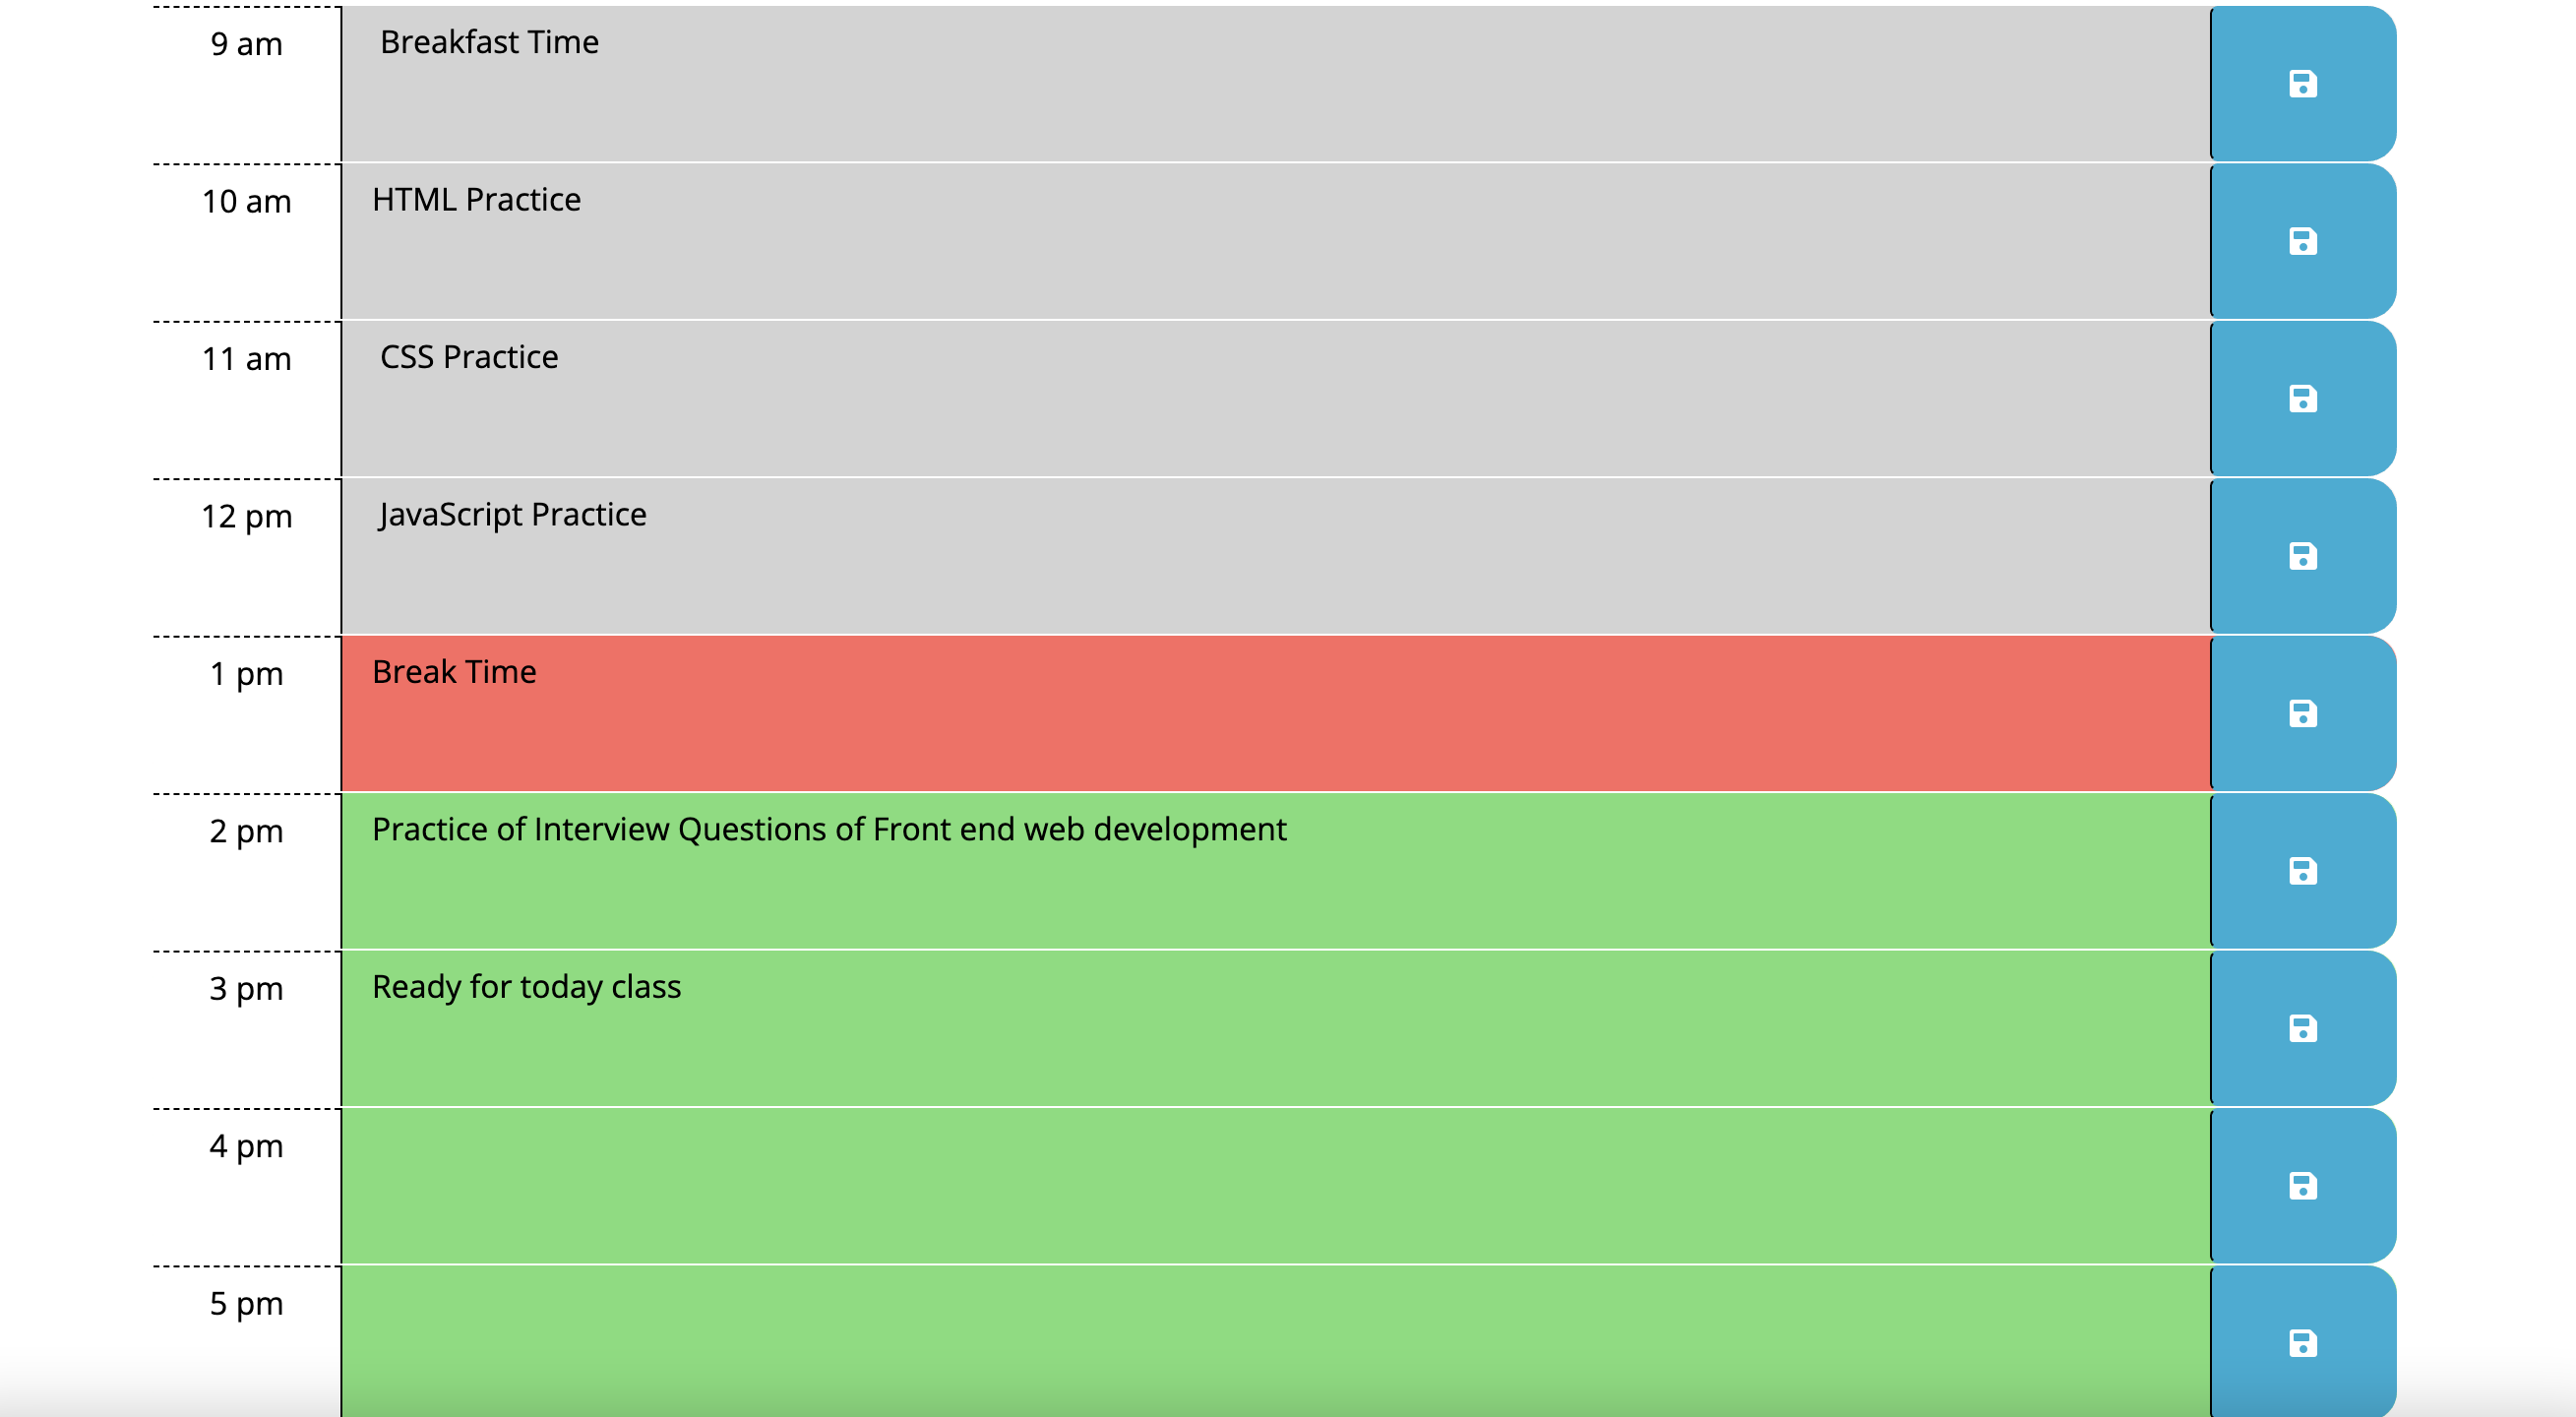 9 am Breakfast Time
10 am HTML Practice
11 am CSS Practice
12 pm JavaScript Practice
1 pm Break Time
2 pm Practice of Interview Questions of Front end web development
3 pm Ready for today class
4 pm
5 pm